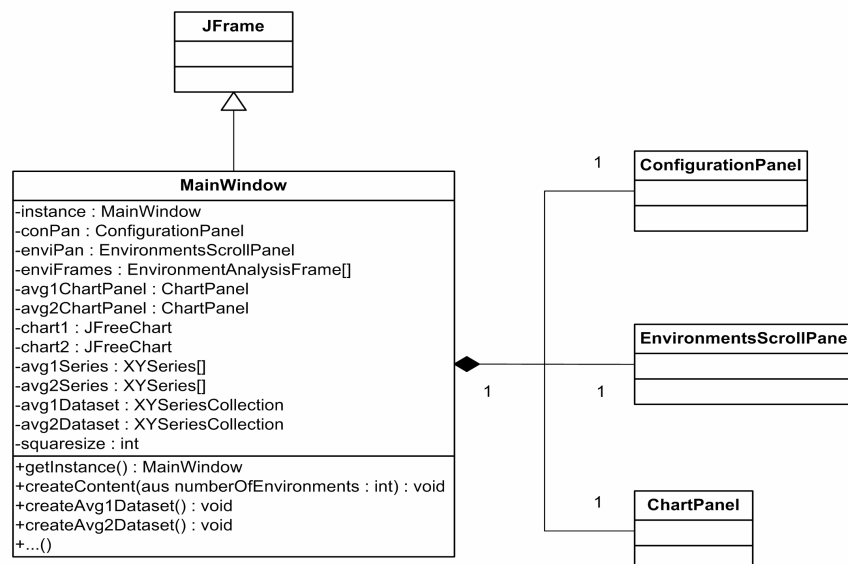 JFrame
MainWindow
-instance : MainWindow
-conPan : ConfigurationPanel
-enviPan : EnvironmentsScrollPanel
-enviFrames : EnvironmentAnalysisFrame[]
-avg1ChartPanel : ChartPanel
-avg2ChartPanel : ChartPanel
-chart1 : JFreeChart
-chart2 : JFreeChart
-avg1Series : XYSeries[]
-avg2Series : XYSeries[]
-avg1Dataset : XYSeriesCollection
-avg2Dataset : XYSeriesCollection
-squaresize : int
+getInstance() : MainWindow
+createContent(aus numberOfEnvironments : int) : void
+createAvg1Dataset() : void
+createAvg2Dataset() : void
+...()
1
1
ConfigurationPanel
1
EnvironmentsScrollPane
1
ChartPanel